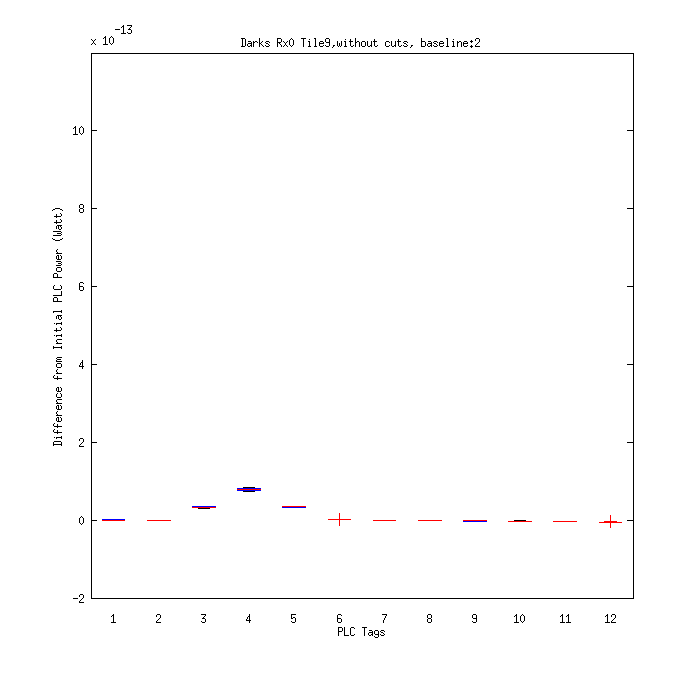 x 10 -13
Darks Rx0 Tile9,without cuts, baseline:2
10
8
6
4
2
0
-2
Difference from Initial PLC Power (Watt)
1 2 3 4 5 6 7 8 9 10 11 12
PLC Tags